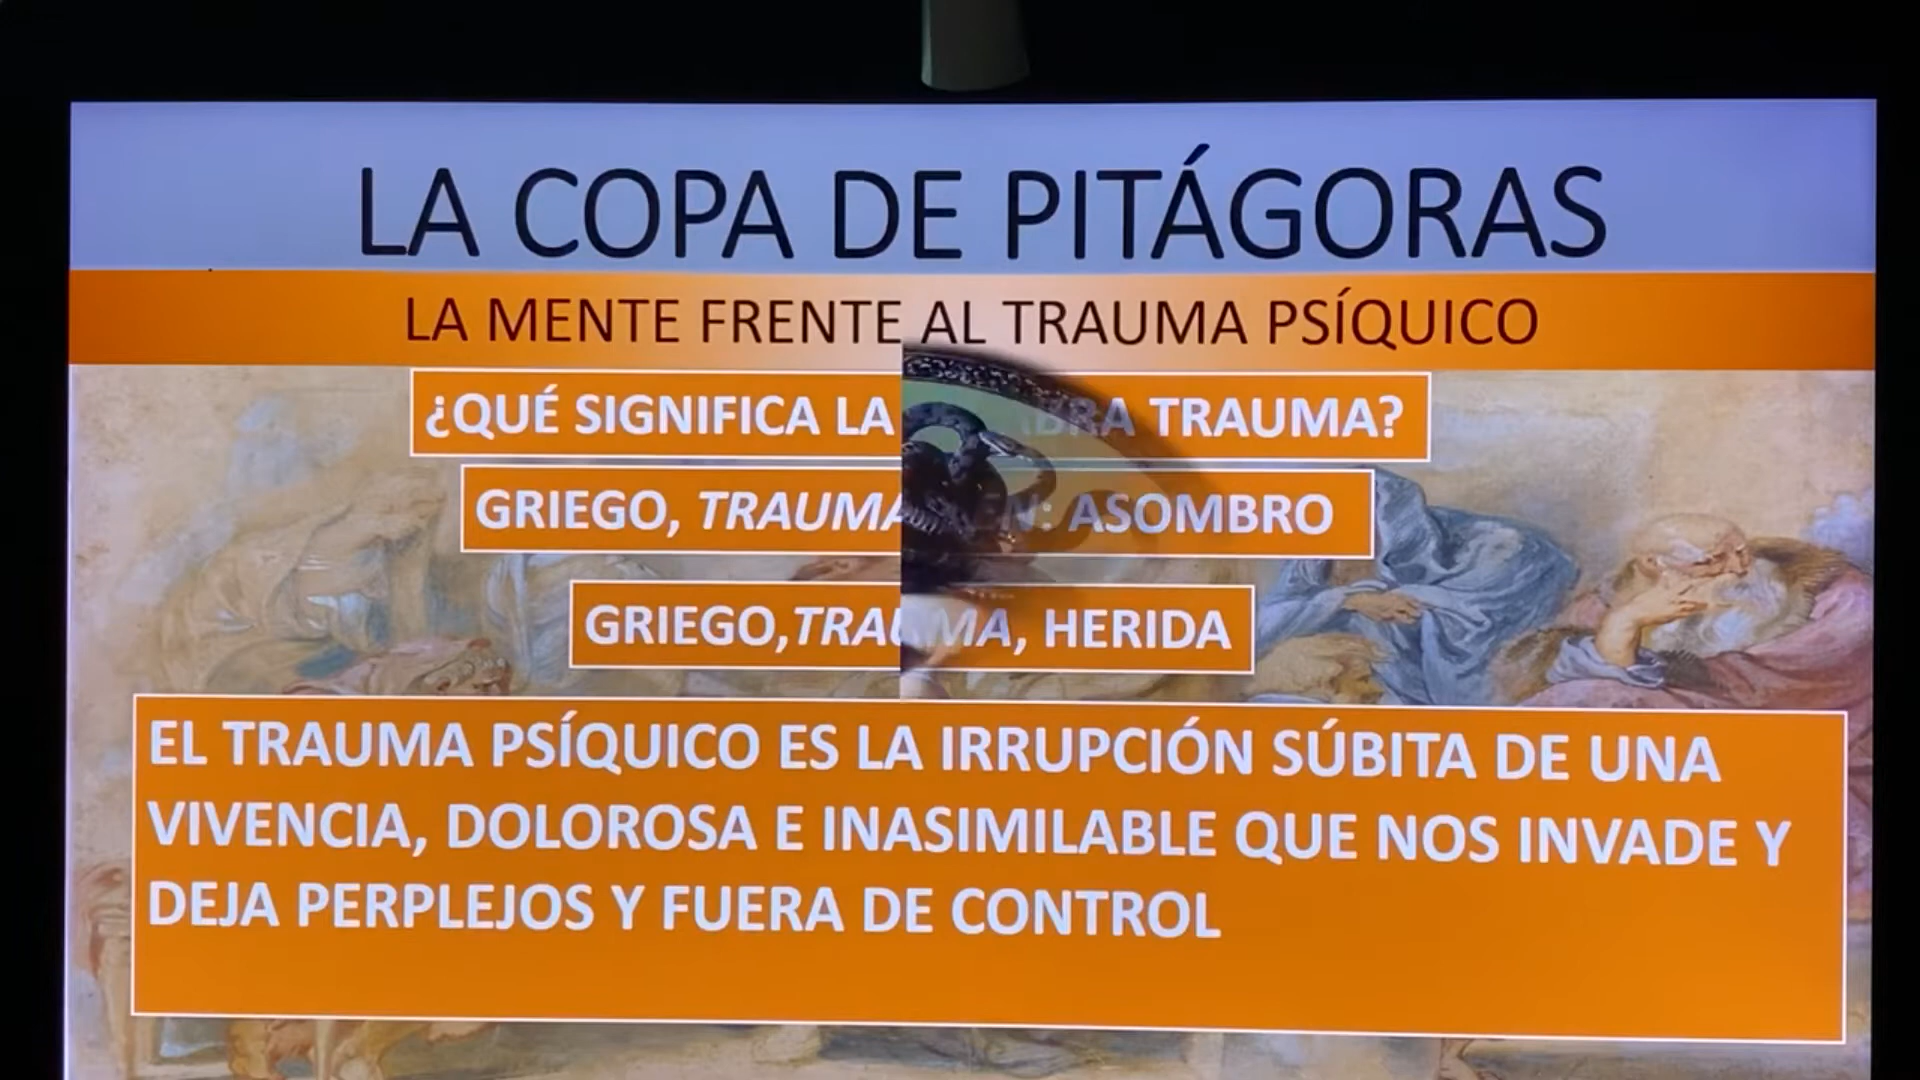 LA COPA DE PITÁGORAS
LA MENTE FRENTE AL TRAUMA PSÍQUICO
¿QUÉ SIGNIFICA LA TRAUMA?
GRIEGO, ASOMBRO
GRIEGO, TRAUMA, HERIDA
EL TRAUMA PSÍQUICO ES LA IRRUPCIÓN SÚBITA DE UNA
VIVENCIA, DOLOROSA E INASIMILABLE QUE NOS INVADE Y
DEJA PERPLEJOS Y FUERA DE CONTROL